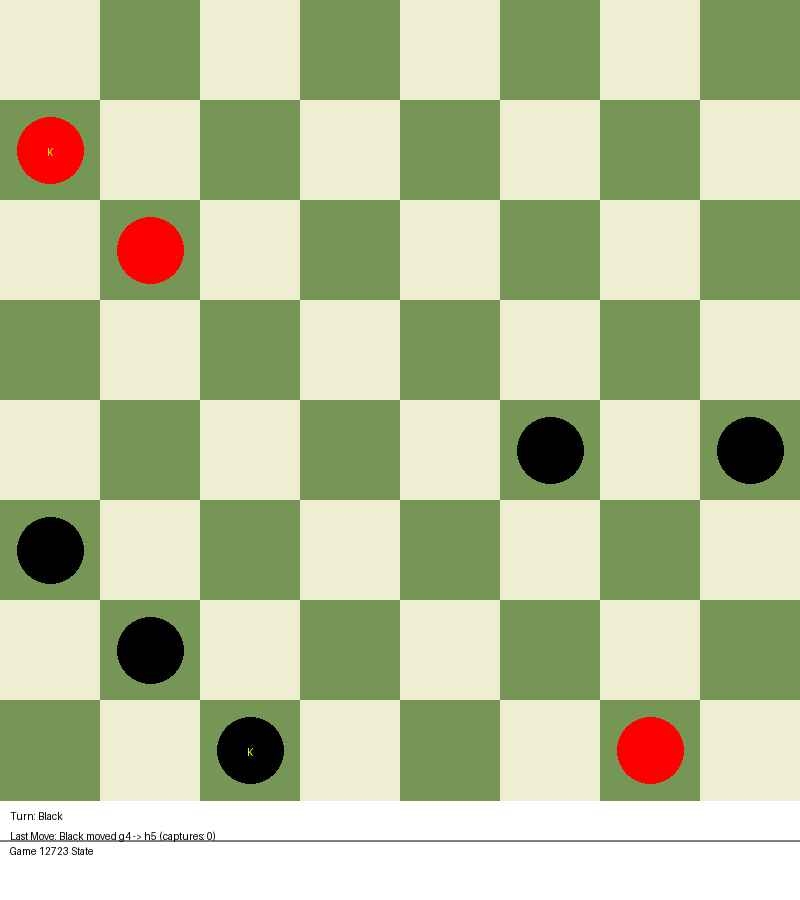 K
K
Turn: Black
Last Move: Black moved g4 -> h5 (captures: 0)
Game 12723 State